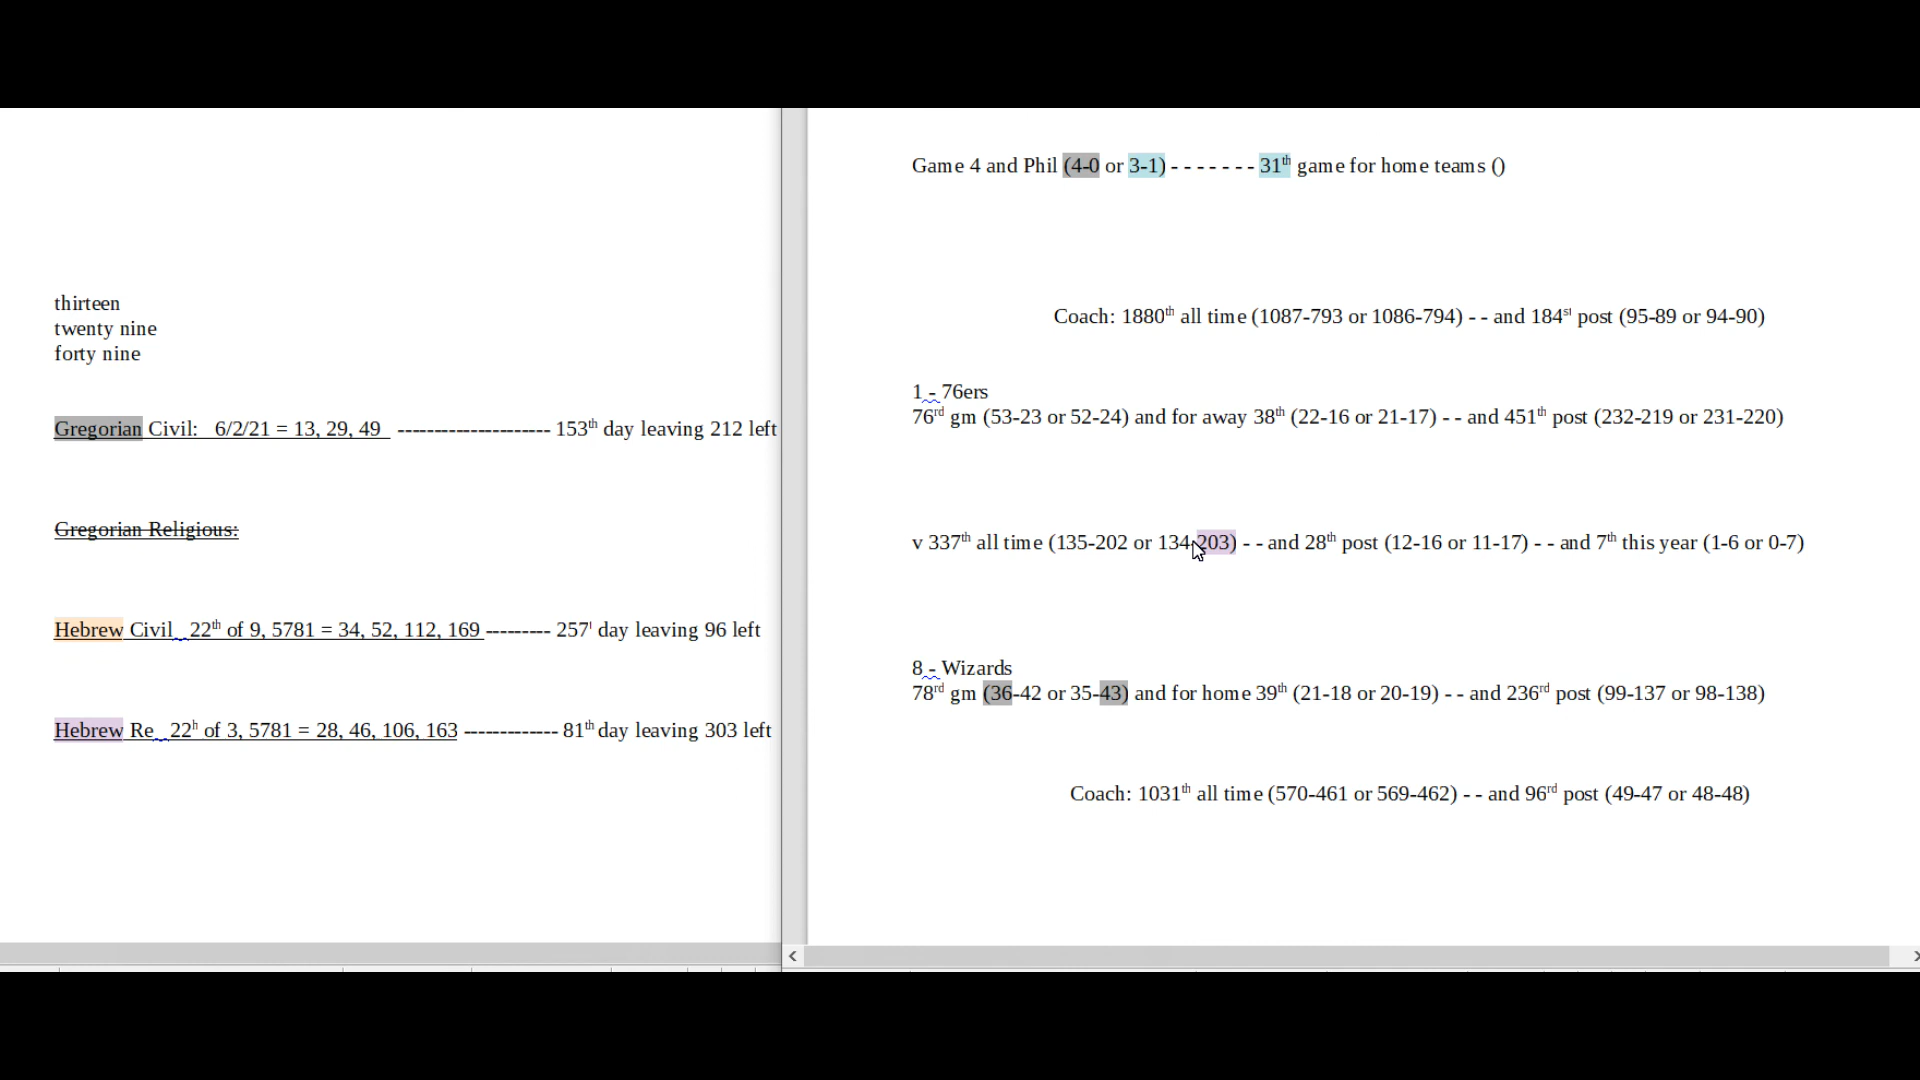 thirteen
twenty nine
forty nine
Gregorian Civil: 6/2/21 = 13, 29, 49 --------------------- 153th day leaving 212 left
Gregorian Religious:
Hebrew Civil 22th of 9, 5781 = 34, 52, 112, 169 --------- 257' day leaving 96 left
Hebrew Re 22h of 3, 5781 = 28, 46, 106, 163 ------------- 81th day leaving 303 left
Game 4 and Phil (4-0 or 3-1) - - - - - - - 31th game for home teams ()
Coach: 1880th all time (1087-793 or 1086-794) - - and 184st post (95-89 or 94-90)
1 - 76ers
76rd gm (53-23 or 52-24) and for away 38th (22-16 or 21-17) - - and 451th post (232-219 or 231-220)
v 337th all time (135-202 or 134-203) - - and 28th post (12-16 or 11-17) - - and 7th this year (1-6 or 0-7)
8 - Wizards
78rd gm (36-42 or 35-43) and for home 39th (21-18 or 20-19) - - and 236rd post (99-137 or 98-138)
Coach: 1031th all time (570-461 or 569-462) - - and 96rd post (49-47 or 48-48)